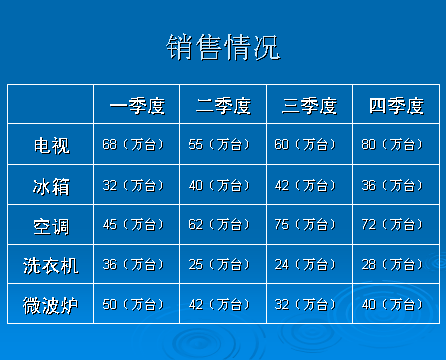 销售情况
一季度 二季度 三季度 四季度
电视 68（万台） 55（万台） 60（万台） 80（万台）
冰箱 32（万台） 40（万台） 42（万台） 36（万台）
空调 45（万台） 62（万台） 75（万台） 72（万台）
洗衣机 36（万台） 25（万台） 24（万台） 28（万台）
微波炉 50（万台） 42（万台） 32（万台） 40（万台）